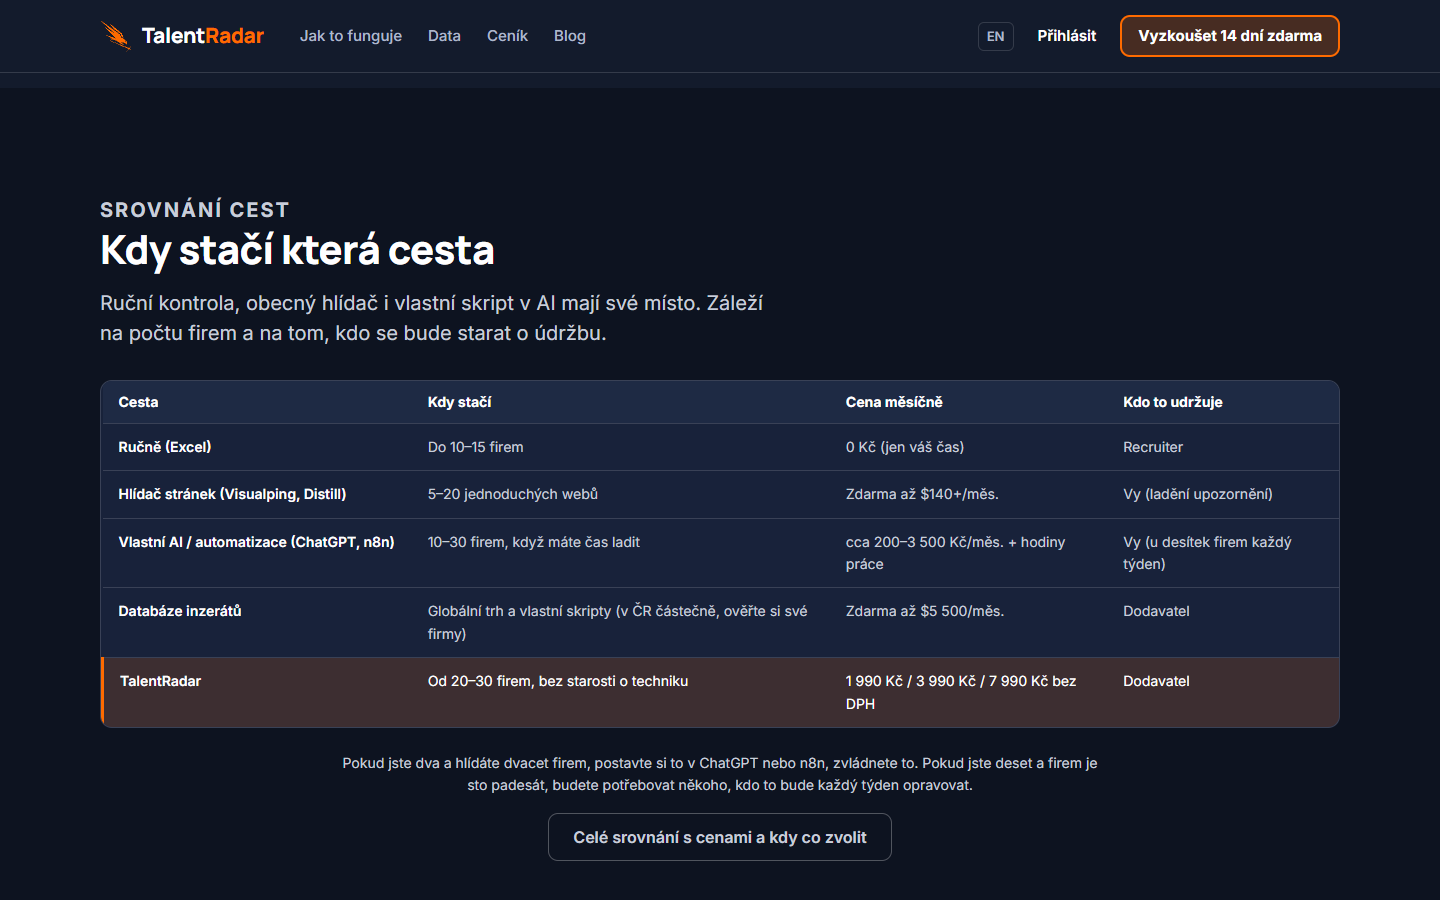 TalentRadar
Jak to funguje
Data
Ceník
Blog
EN
Přihlásit
Vyzkoušet 14 dní zdarma
SROVNÁNÍ CEST
Kdy stačí která cesta
Ruční kontrola, obecný hlídač i vlastní skript v AI mají své místo. Záleží
na počtu firem a na tom, kdo se bude starat o údržbu.
Cesta
Kdy stačí
Cena měsíčně
Kdo to udržuje
Ručně (Excel)
Do 10–15 firem
0 Kč (jen váš čas)
Recruiter
Hlídač stránek (Visualping, Distill)
5–20 jednoduchých webů
Zdarma až $140+/měs.
Vy (ladění upozornění)
Vlastní AI / automatizace (ChatGPT, n8n)
10–30 firem, když máte čas ladit
cca 200–3 500 Kč/měs. + hodiny
práce
Vy (u desítek firem každý
týden)
Databáze inzerátů
Globální trh a vlastní skripty (v ČR částečně, ověřte si své
firmy)
Zdarma až $5 500/měs.
Dodavatel
TalentRadar
Od 20–30 firem, bez starosti o techniku
1 990 Kč / 3 990 Kč / 7 990 Kč bez
DPH
Dodavatel
Pokud jste dva a hlídáte dvacet firem, postavte si to v ChatGPT nebo n8n, zvládnete to. Pokud jste deset a firem je
sto padesát, budete potřebovat někoho, kdo to bude každý týden opravovat.
Celé srovnání s cenami a kdy co zvolit